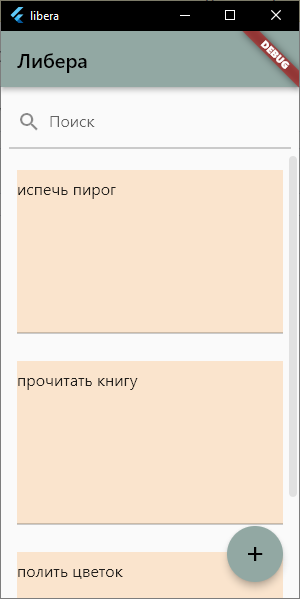 libera
Либера
DEBUG
Поиск
испечь пирог
прочитать книгу
полить цветок